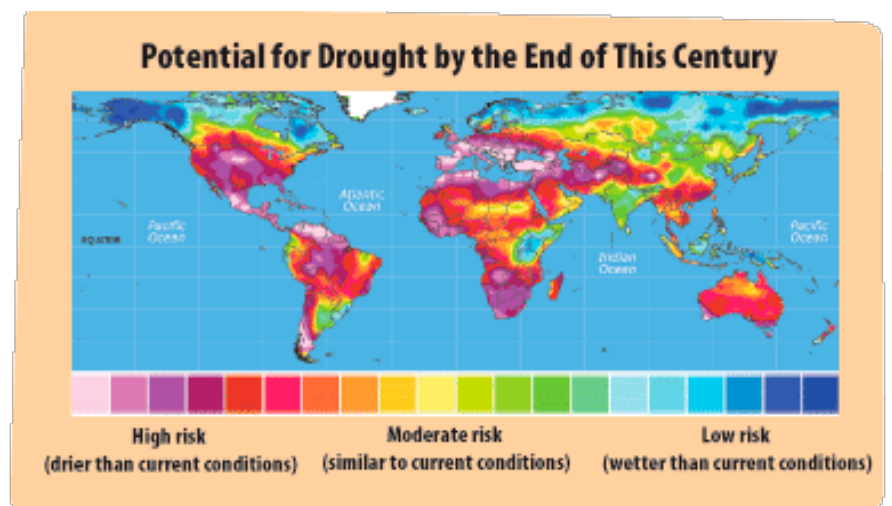 Potential for Drought by the End of This Century
Atlantic
Ocean
Pacific
Ocean
Pacific
Ocean
EQUATOR
Indian
Ocean
High risk
(drier than current conditions)
Moderate risk
(similar to current conditions)
Low risk
(wetter than current conditions)